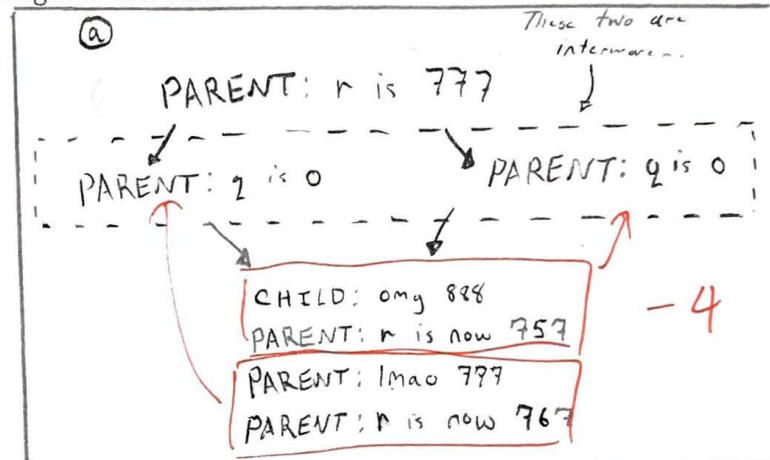 a
These two are
PARENT: r is 777
PARENT: q is 0
PARENT: q is 0
CHILD: omg 888
PARENT: r is now 757
-4
PARENT: lmao 777
PARENT: r is now 767